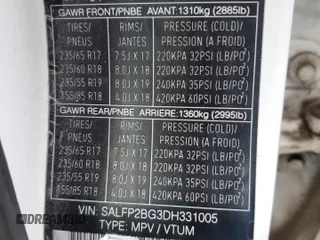 GAWR FRONT/PNBE AVANT:1310kg (2885lb)
TIRES/ PNEUS RIMS/ JANTES PRESSURE (COLD)/ PRESSION (A FROID)
235/65 R17 7.5J X 17 220KPA 32PSI (LB/PO²)
235/60 R18 8.0J X 18 220KPA 32PSI (LB/PO²)
235/55 R19 8.0J X 19 240KPA 35PSI (LB/PO²)
155/85 R18 4.0J X 18 420KPA 60PSI (LB/PO²)
GAWR REAR/PNBE ARRIERE:1360kg (2995lb)
TIRES/ PNEUS RIMS/ JANTES PRESSURE (COLD)/ PRESSION (A FROID)
235/65 R17 7.5J X 17 220KPA 32PSI (LB/PO²)
235/60 R18 8.0J X 18 220KPA 32PSI (LB/PO²)
235/55 R19 8.0J X 19 240KPA 35PSI (LB/PO²)
155/85 R18 4.0J X 18 420KPA 60PSI (LB/PO²)
VIN: SALFP2BG3DH331005
TYPE: MPV / VTUM